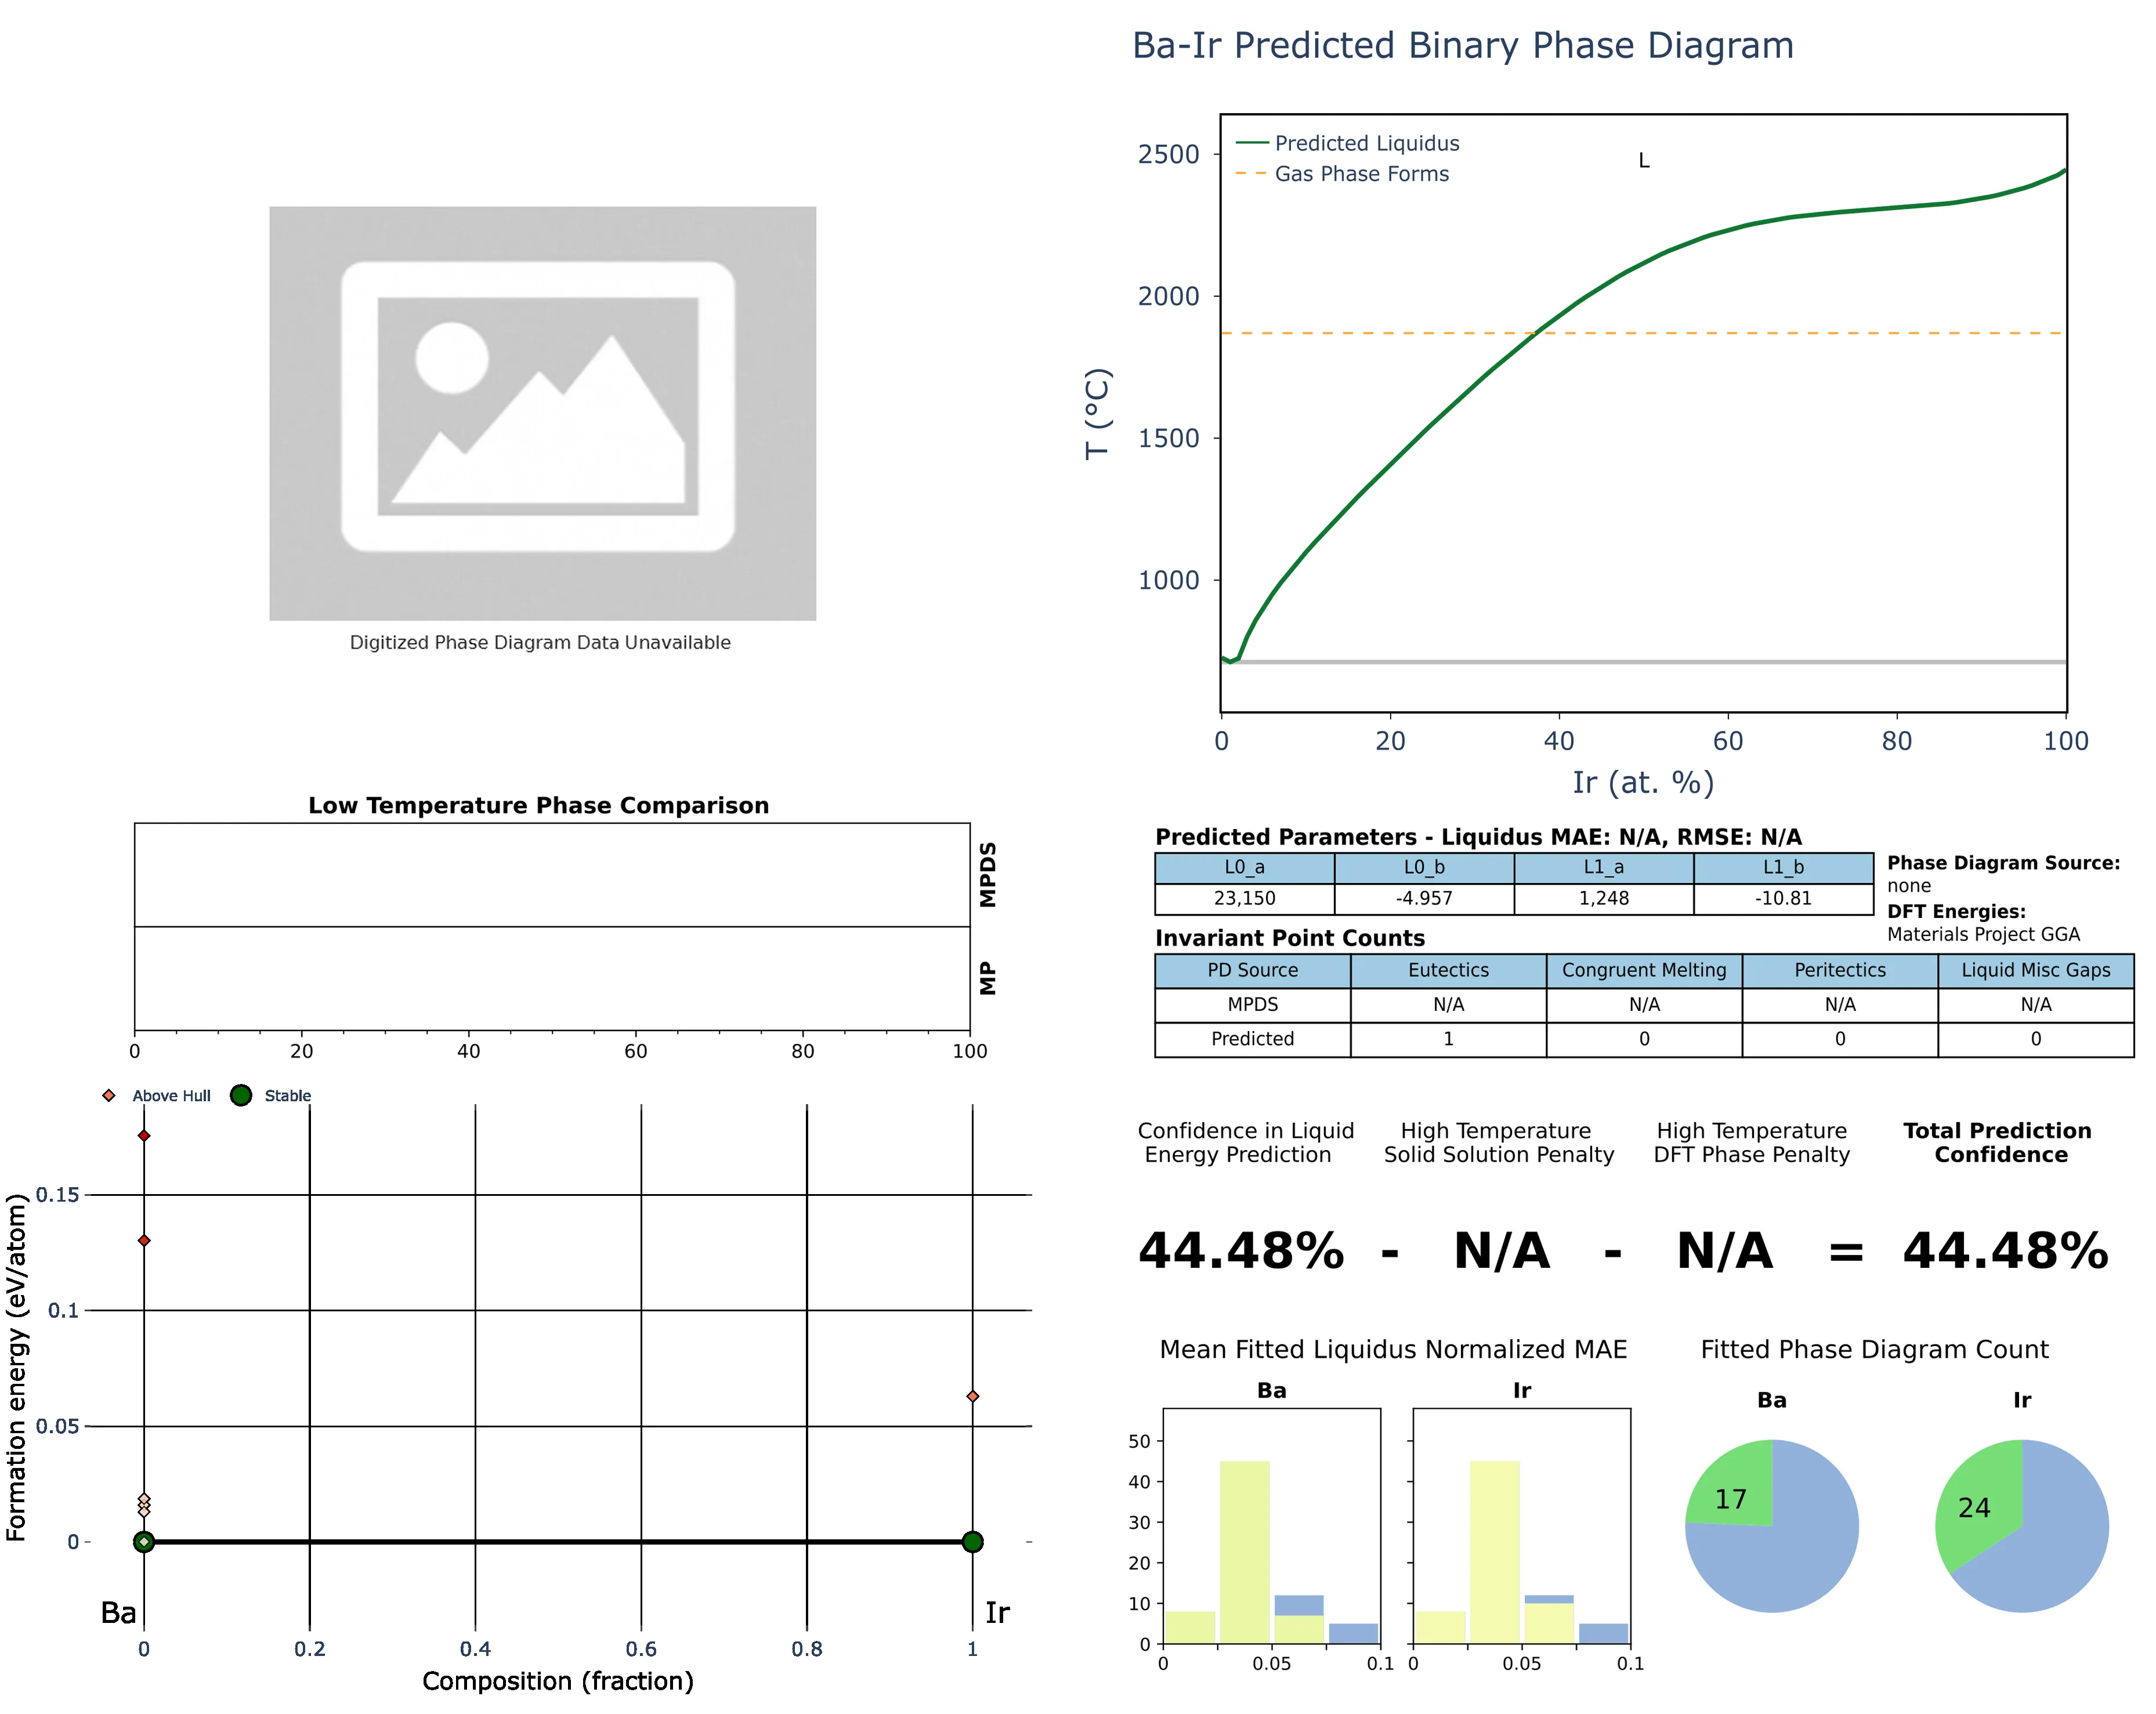 Ba-Ir Predicted Binary Phase Diagram
Predicted Liquidus
Gas Phase Forms
L
2500
2000
1500
1000
T (°C)
0 20 40 60 80 100
Ir (at. %)
Digitized Phase Diagram Data Unavailable
Low Temperature Phase Comparison
MPDS
MP
0 20 40 60 80 100
Predicted Parameters - Liquidus MAE: N/A, RMSE: N/A
L0_a L0_b L1_a L1_b
23,150 -4.957 1,248 -10.81
Phase Diagram Source:
none
DFT Energies:
Materials Project GGA
Invariant Point Counts
PD Source Eutectics Congruent Melting Peritectics Liquid Misc Gaps
MPDS N/A N/A N/A N/A
Predicted 1 0 0 0
Above Hull Stable
0.15
0.1
0.05
0
Formation energy (eV/atom)
Ba Ir
0 0.2 0.4 0.6 0.8 1
Composition (fraction)
Confidence in Liquid
Energy Prediction
High Temperature
Solid Solution Penalty
High Temperature
DFT Phase Penalty
Total Prediction
Confidence
44.48% - N/A - N/A = 44.48%
Mean Fitted Liquidus Normalized MAE
Ba Ir
50
40
30
20
10
0
0 0.05 0.1 0 0.05 0.1
Fitted Phase Diagram Count
Ba Ir
17 24